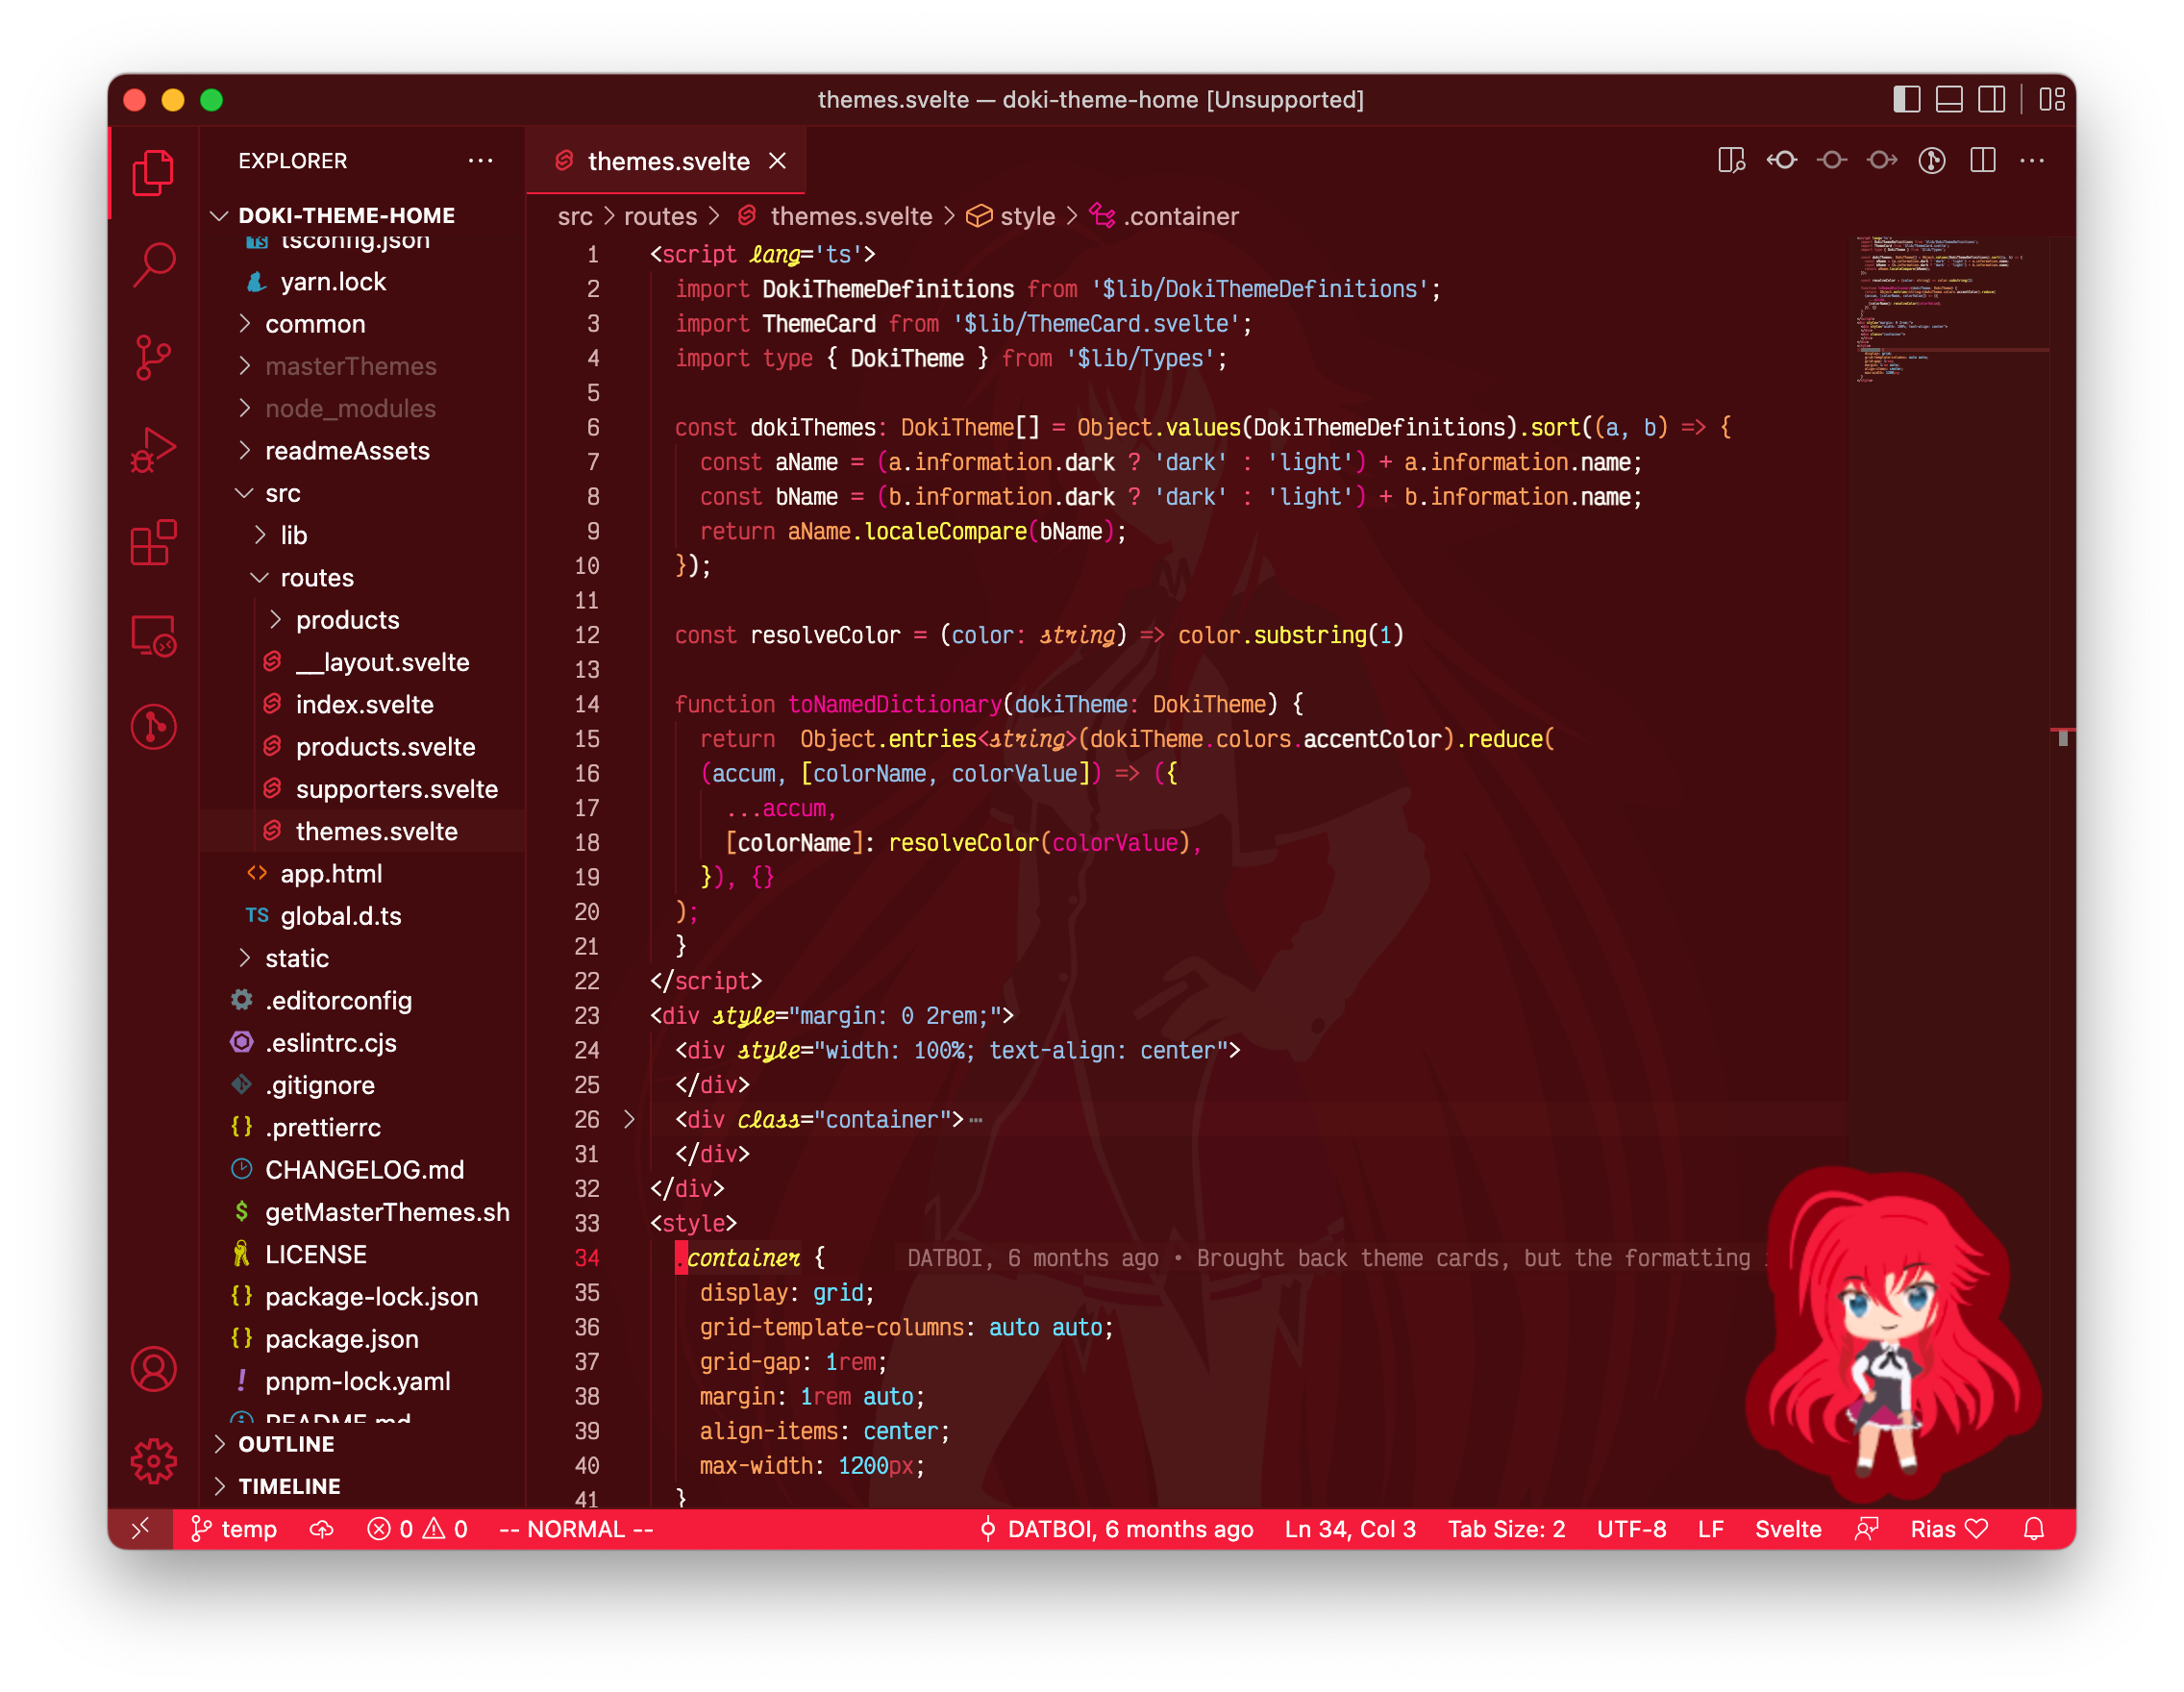 themes.svelte — doki-theme-home [Unsupported]
EXPLORER
DOKI-THEME-HOME
tsconfig.json
yarn.lock
common
masterThemes
node_modules
readmeAssets
src
lib
routes
products
__layout.svelte
index.svelte
products.svelte
supporters.svelte
themes.svelte
app.html
TS global.d.ts
static
.editorconfig
.eslintrc.cjs
.gitignore
.prettierrc
CHANGELOG.md
getMasterThemes.sh
LICENSE
package-lock.json
package.json
pnpm-lock.yaml
README.md
OUTLINE
TIMELINE
themes.svelte
src > routes > themes.svelte > style > .container
1 <script lang='ts'>
2 import DokiThemeDefinitions from '$lib/DokiThemeDefinitions';
3 import ThemeCard from '$lib/ThemeCard.svelte';
4 import type { DokiTheme } from '$lib/Types';
5
6 const dokiThemes: DokiTheme[] = Object.values(DokiThemeDefinitions).sort((a, b) => {
7 const aName = (a.information.dark ? 'dark' : 'light') + a.information.name;
8 const bName = (b.information.dark ? 'dark' : 'light') + b.information.name;
9 return aName.localeCompare(bName);
10 });
11
12 const resolveColor = (color: string) => color.substring(1)
13
14 function toNamedDictionary(dokiTheme: DokiTheme) {
15 return  Object.entries<string>(dokiTheme.colors.accentColor).reduce(
16 (accum, [colorName, colorValue]) => ({
17 ...accum,
18 [colorName]: resolveColor(colorValue),
19 }), {}
20 );
21 }
22 </script>
23 <div style="margin: 0 2rem;">
24 <div style="width: 100%; text-align: center">
25 </div>
26 <div class="container">⋯
31 </div>
32 </div>
33 <style>
34 .container { DATBOI, 6 months ago • Brought back theme cards, but the formatting
35 display: grid;
36 grid-template-columns: auto auto;
37 grid-gap: 1rem;
38 margin: 1rem auto;
39 align-items: center;
40 max-width: 1200px;
41 }
temp 0 0 -- NORMAL -- DATBOI, 6 months ago Ln 34, Col 3 Tab Size: 2 UTF-8 LF Svelte Rias ♡